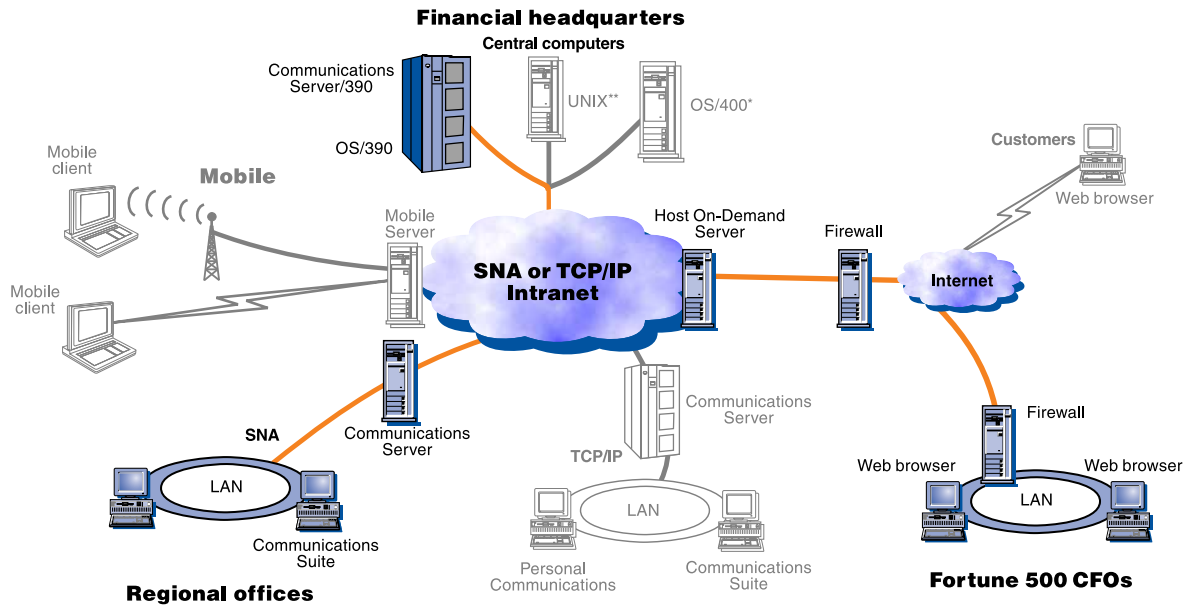 Financial headquarters
Central computers
Communications
Server/390
OS/390
UNIX**
OS/400*
Customers
Web browser
Mobile
client
Mobile
Mobile
Server
Host On-Demand
Server
Firewall
SNA or TCP/IP
Intranet
Internet
Mobile
client
Communications
Server
SNA
LAN
Communications
Suite
Regional offices
Communications
Server
TCP/IP
LAN
Personal
Communications
Communications
Suite
Firewall
Web browser
Web browser
LAN
Fortune 500 CFOs